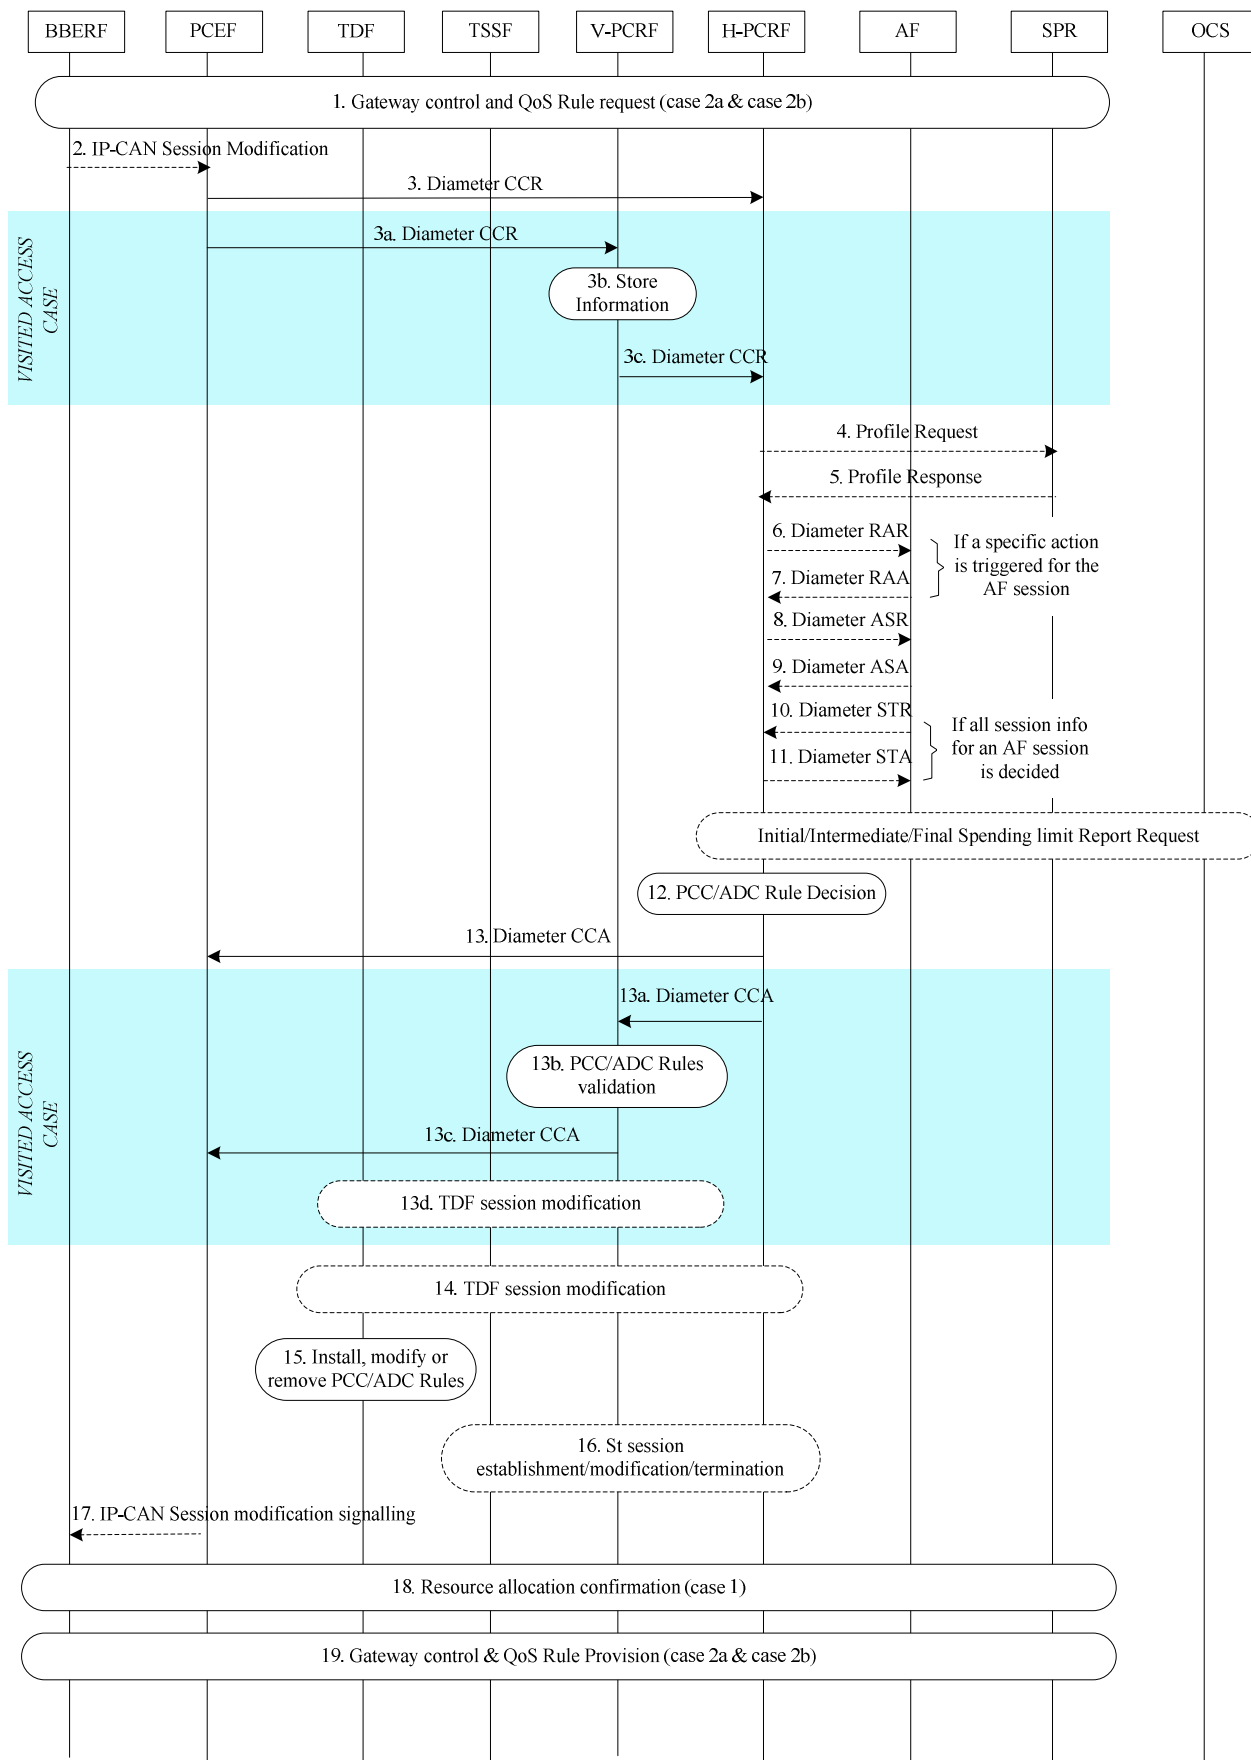 BBERF
PCEF
TDF
TSSF
V-PCRF
H-PCRF
AF
SPR
OCS
1. Gateway control and QoS Rule request (case 2a & case 2b)
2. IP-CAN Session Modification
3. Diameter CCR
VISITED ACCESS
CASE
3a. Diameter CCR
3b. Store
Information
3c. Diameter CCR
4. Profile Request
5. Profile Response
6. Diameter RAR
7. Diameter RAA
If a specific action
is triggered for the
AF session
8. Diameter ASR
9. Diameter ASA
10. Diameter STR
11. Diameter STA
If all session info
for an AF session
is decided
Initial/Intermediate/Final Spending limit Report Request
12. PCC/ADC Rule Decision
13. Diameter CCA
VISITED ACCESS
CASE
13a. Diameter CCA
13b. PCC/ADC Rules
validation
13c. Diameter CCA
13d. TDF session modification
14. TDF session modification
15. Install, modify or
remove PCC/ADC Rules
16. St session
establishment/modification/termination
17. IP-CAN Session modification signalling
18. Resource allocation confirmation (case 1)
19. Gateway control & QoS Rule Provision (case 2a & case 2b)